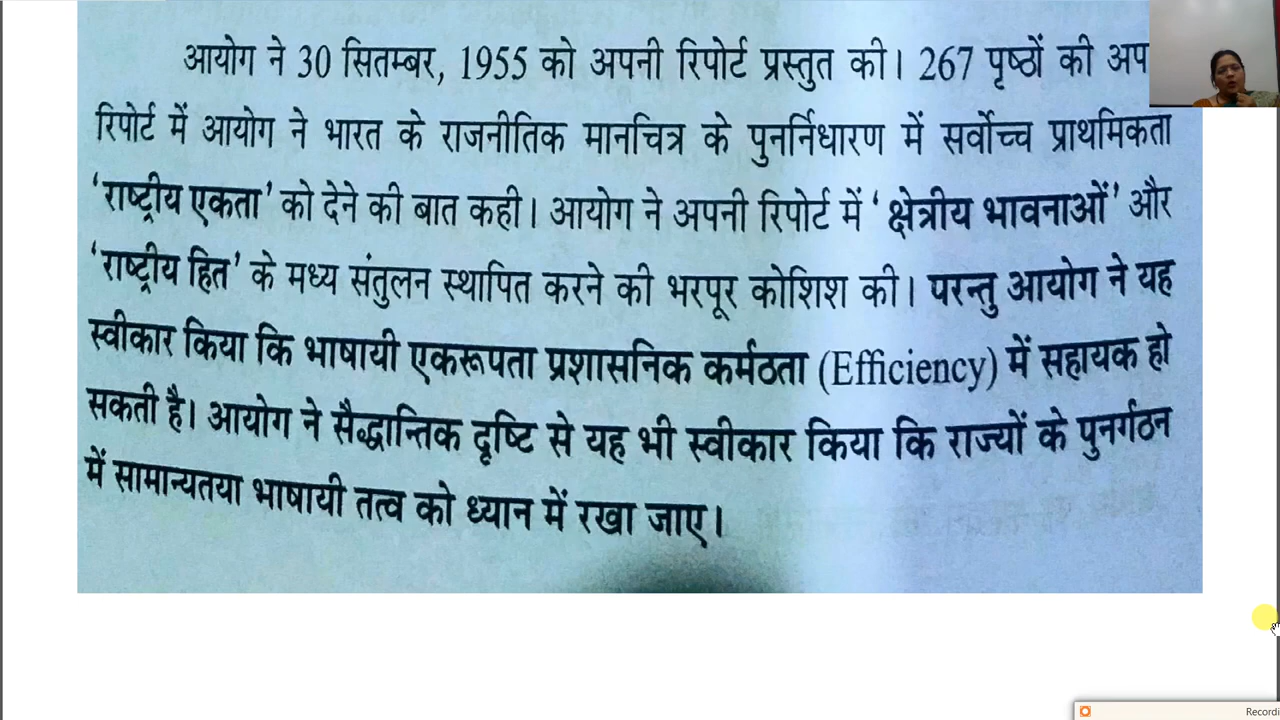 आयोग ने 30 सितम्बर, 1955 को अपनी रिपोर्ट प्रस्तुत की। 267 पृष्ठों की अप
रिपोर्ट में आयोग ने भारत के राजनीतिक मानचित्र के पुनर्निधारण में सर्वोच्च प्राथमिकता
‘राष्ट्रीय एकता’ को देने की बात कही। आयोग ने अपनी रिपोर्ट में ‘क्षेत्रीय भावनाओं’ और
‘राष्ट्रीय हित’ के मध्य संतुलन स्थापित करने की भरपूर कोशिश की। परन्तु आयोग ने यह
स्वीकार किया कि भाषायी एकरूपता प्रशासनिक कर्मठता (Efficiency) में सहायक हो
सकती है। आयोग ने सैद्धान्तिक दृष्टि से यह भी स्वीकार किया कि राज्यों के पुनर्गठन
में सामान्यतया भाषायी तत्व को ध्यान में रखा जाए।
Recordi